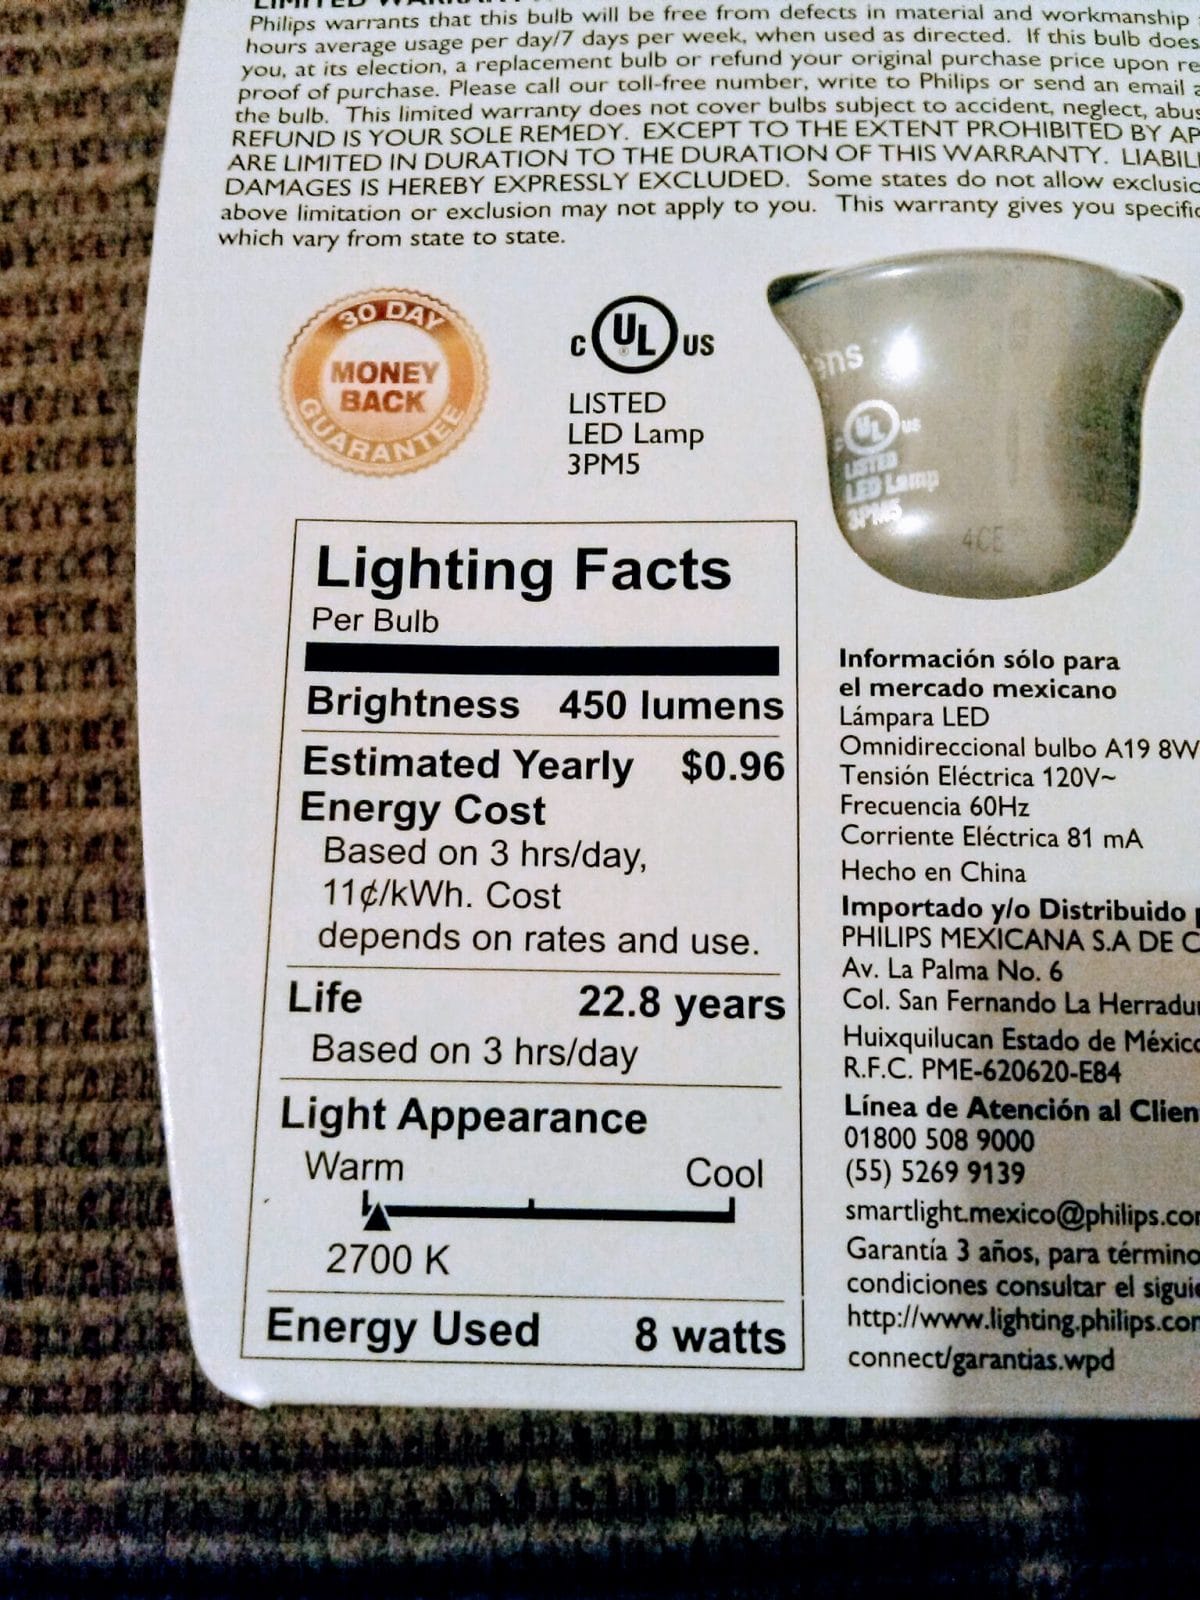 Philips warrants that this bulb will be free from defects in material and workmanship
hours average usage per day/7 days per week, when used as directed. If this bulb does
you, at its election, a replacement bulb or refund your original purchase price upon
proof of purchase. Please call our toll-free number, write to Philips or send an email
the bulb. This limited warranty does not cover bulbs subject to accident, neglect,
REFUND IS YOUR SOLE REMEDY. EXCEPT TO THE EXTENT PROHIBITED BY
ARE LIMITED IN DURATION TO THE DURATION OF THIS WARRANTY.
DAMAGES IS HEREBY EXPRESSLY EXCLUDED. Some states do not allow
above limitation or exclusion may not apply to you. This warranty gives you
which vary from state to state.
30 DAY
MONEY
BACK
GUARANTEE
c UL US
LISTED
LED Lamp
3PM5
ens
c UL us
LISTED
LED Lamp
3PM5
4CE
Lighting Facts
Per Bulb
Brightness 450 lumens
Estimated Yearly $0.96
Energy Cost
Based on 3 hrs/day,
11¢/kWh. Cost
depends on rates and use.
Life 22.8 years
Based on 3 hrs/day
Light Appearance
Warm Cool
2700 K
Energy Used 8 watts
Información sólo para
el mercado mexicano
Lámpara LED
Omnidireccional bulbo A19 8W
Tensión Eléctrica 120V~
Frecuencia 60Hz
Corriente Eléctrica 81 mA
Hecho en China
Importado y/o Distribuido
PHILIPS MEXICANA S.A DE
Av. La Palma No. 6
Col. San Fernando La
Huixquilucan Estado de
R.F.C. PME-620620-E84
Línea de Atención al
01800 508 9000
(55) 5269 9139
smartlight.mexico@philips.com
Garantía 3 años, para
condiciones consultar el
http://www.lighting.philips.com
connect/garantias.wpd